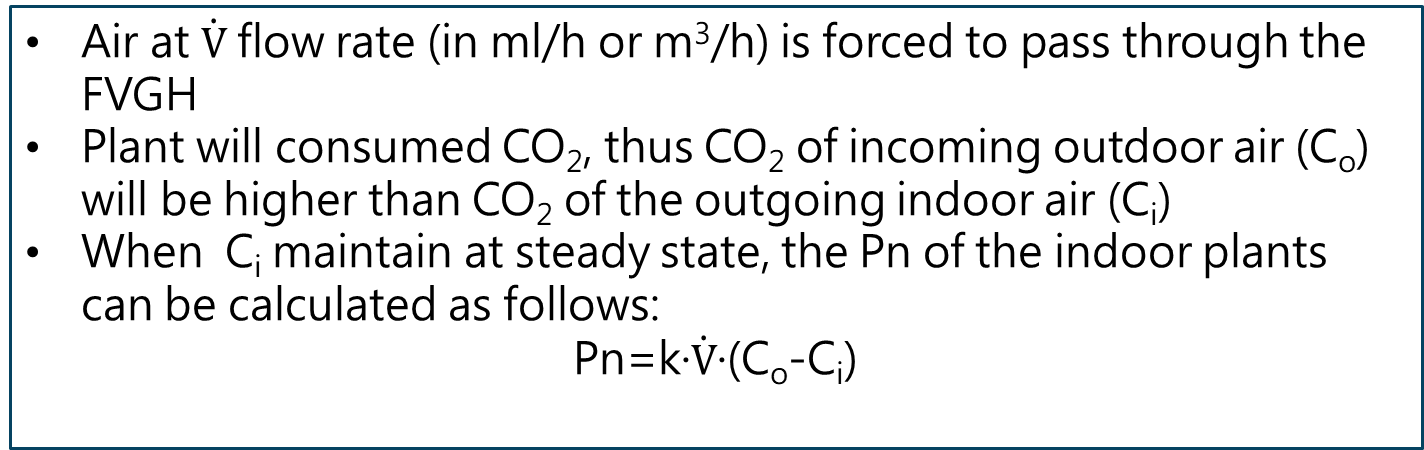 • Air at V̇ flow rate (in ml/h or m³/h) is forced to pass through the
FVGH
• Plant will consumed CO₂, thus CO₂ of incoming outdoor air (Cₒ)
will be higher than CO₂ of the outgoing indoor air (Cᵢ)
• When Cᵢ maintain at steady state, the Pn of the indoor plants
can be calculated as follows:
Pn=k·V̇·(Cₒ-Cᵢ)